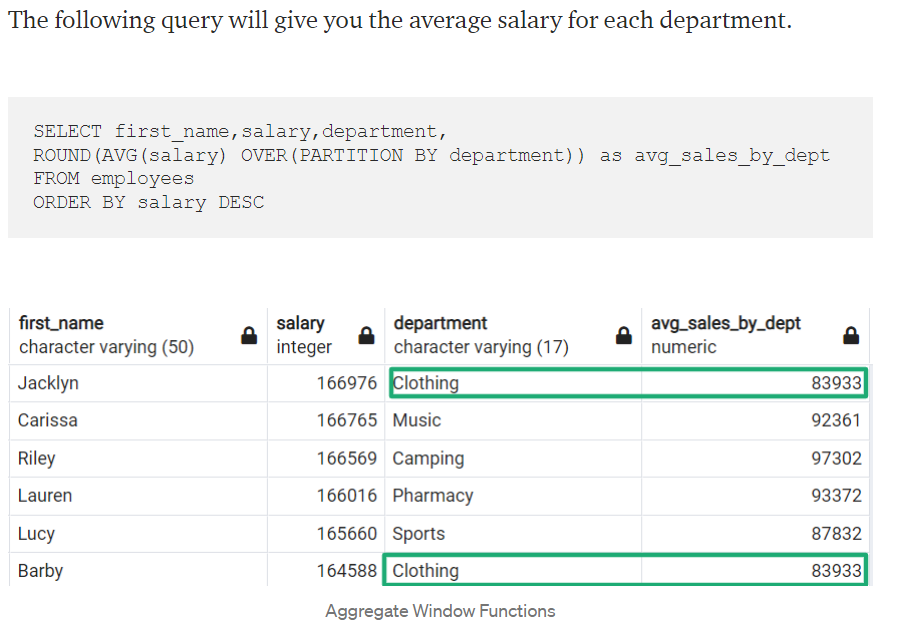 The following query will give you the average salary for each department.
SELECT first_name,salary,department,
ROUND(AVG(salary) OVER(PARTITION BY department)) as avg_sales_by_dept
FROM employees
ORDER BY salary DESC
first_name salary department avg_sales_by_dept
character varying (50) integer character varying (17) numeric
Jacklyn 166976 Clothing 83933
Carissa 166765 Music 92361
Riley 166569 Camping 97302
Lauren 166016 Pharmacy 93372
Lucy 165660 Sports 87832
Barby 164588 Clothing 83933
Aggregate Window Functions